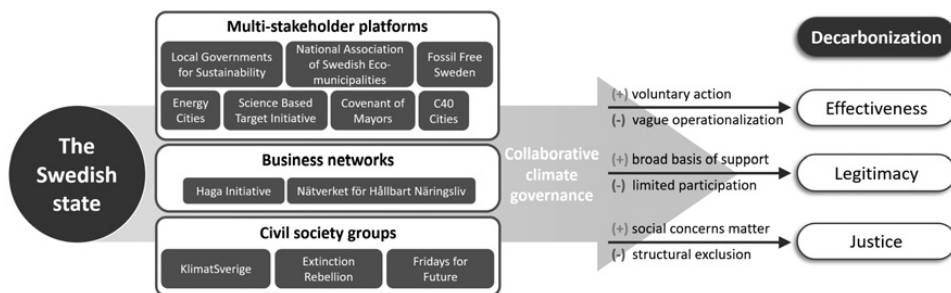 The
Swedish
state
Multi-stakeholder platforms
Local Governments
for Sustainability
National Association
of Swedish Eco-
municipalities
Fossil Free
Sweden
Energy
Cities
Science Based
Target Initiative
Covenant of
Mayors
C40
Cities
Business networks
Haga Initiative
Nätverket för Hållbart Näringsliv
Civil society groups
KlimatSverige
Extinction
Rebellion
Fridays for
Future
Collaborative
climate
governance
(+) voluntary action
(-) vague operationalization
(+) broad basis of support
(-) limited participation
(+) social concerns matter
(-) structural exclusion
Decarbonization
Effectiveness
Legitimacy
Justice